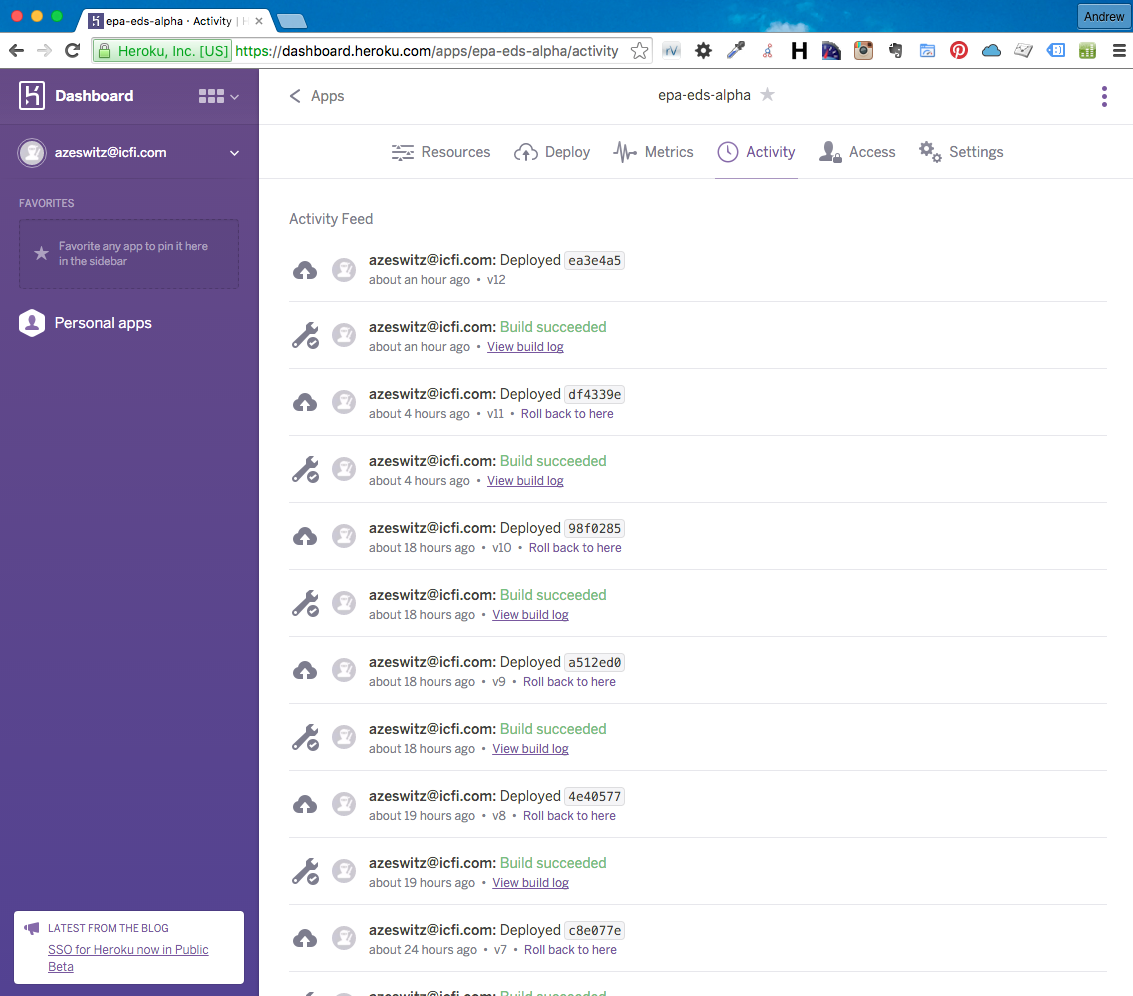 epa-eds-alpha · Activity | H
Andrew
Heroku, Inc. [US] https://dashboard.heroku.com/apps/epa-eds-alpha/activity
Dashboard
Apps
epa-eds-alpha
azeswitz@icfi.com
Resources Deploy Metrics Activity Access Settings
FAVORITES
Favorite any app to pin it here
in the sidebar
Personal apps
Activity Feed
azeswitz@icfi.com: Deployed ea3e4a5
about an hour ago • v12
azeswitz@icfi.com: Build succeeded
about an hour ago • View build log
azeswitz@icfi.com: Deployed df4339e
about 4 hours ago • v11 • Roll back to here
azeswitz@icfi.com: Build succeeded
about 4 hours ago • View build log
azeswitz@icfi.com: Deployed 98f0285
about 18 hours ago • v10 • Roll back to here
azeswitz@icfi.com: Build succeeded
about 18 hours ago • View build log
azeswitz@icfi.com: Deployed a512ed0
about 18 hours ago • v9 • Roll back to here
azeswitz@icfi.com: Build succeeded
about 18 hours ago • View build log
azeswitz@icfi.com: Deployed 4e40577
about 19 hours ago • v8 • Roll back to here
azeswitz@icfi.com: Build succeeded
about 19 hours ago • View build log
azeswitz@icfi.com: Deployed c8e077e
about 24 hours ago • v7 • Roll back to here
azeswitz@icfi.com: Build succeeded
LATEST FROM THE BLOG
SSO for Heroku now in Public
Beta